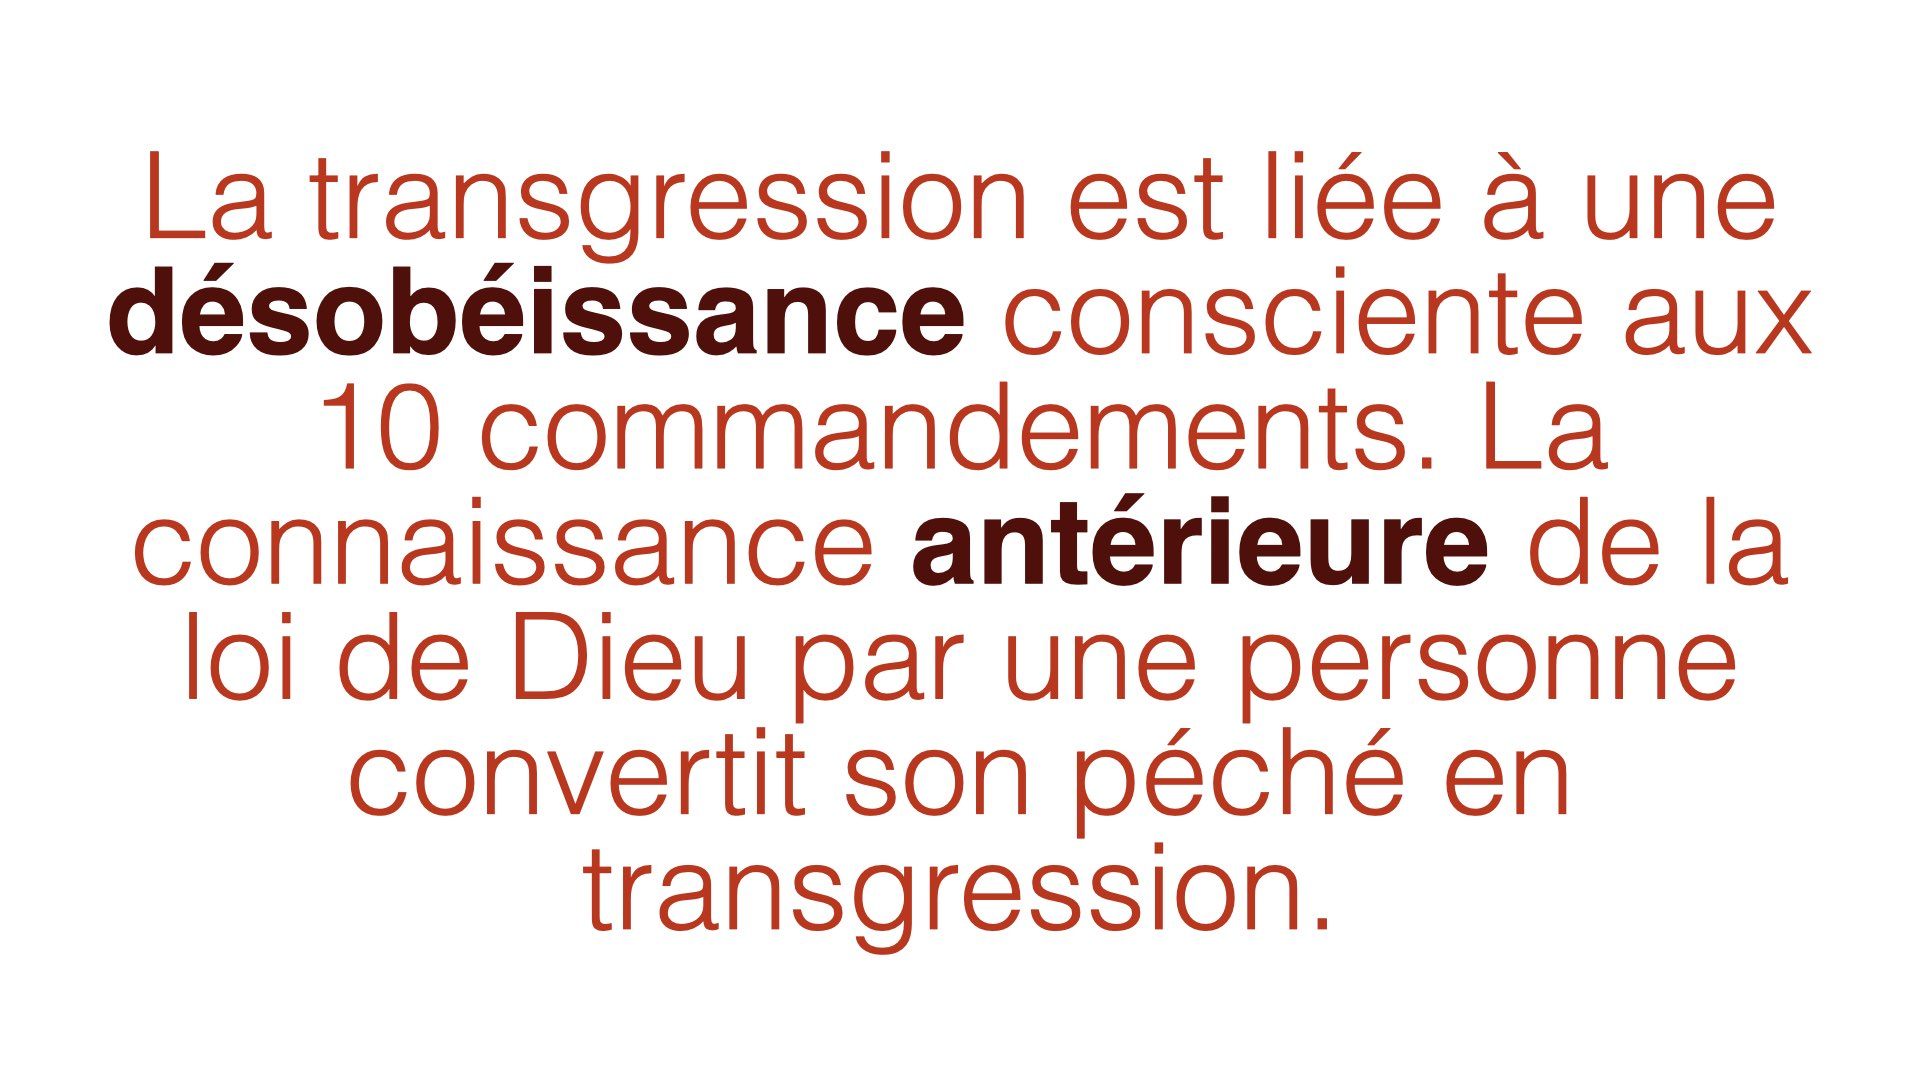 La transgression est liée à une
désobéissance consciente aux
10 commandements. La
connaissance antérieure de la
loi de Dieu par une personne
convertit son péché en
transgression.